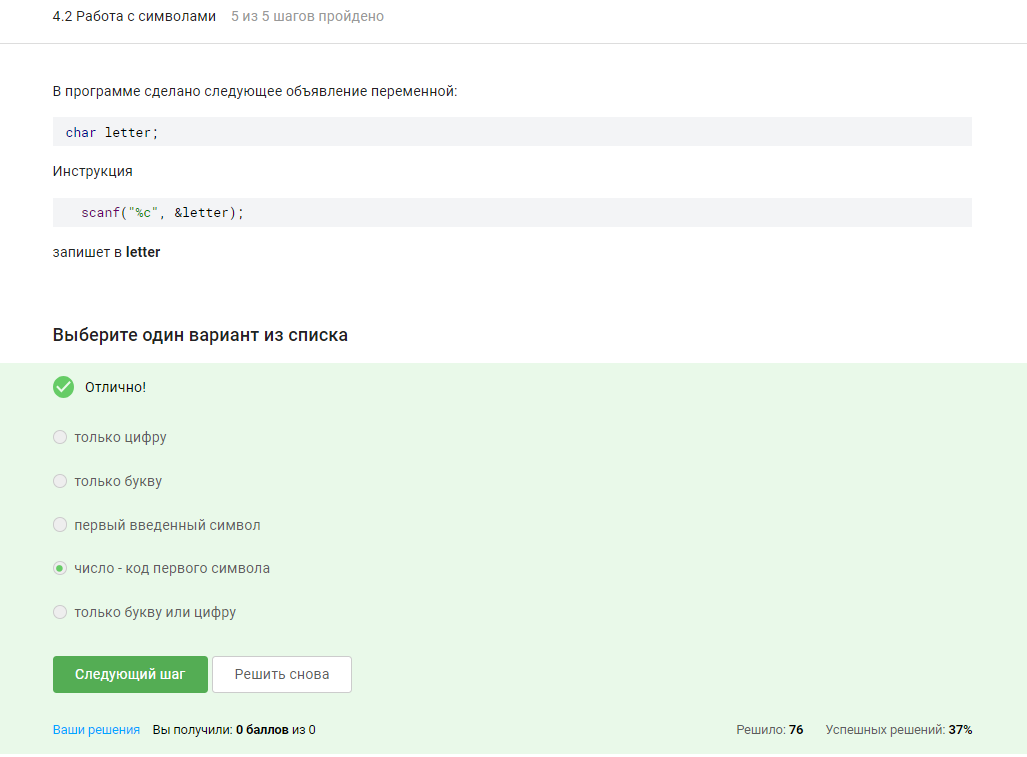 4.2 Работа с символами 5 из 5 шагов пройдено
В программе сделано следующее объявление переменной:
char letter;
Инструкция
scanf("%c", &letter);
запишет в letter
Выберите один вариант из списка
Отлично!
только цифру
только букву
первый введенный символ
число - код первого символа
только букву или цифру
Следующий шаг Решить снова
Ваши решения Вы получили: 0 баллов из 0 Решило: 76 Успешных решений: 37%